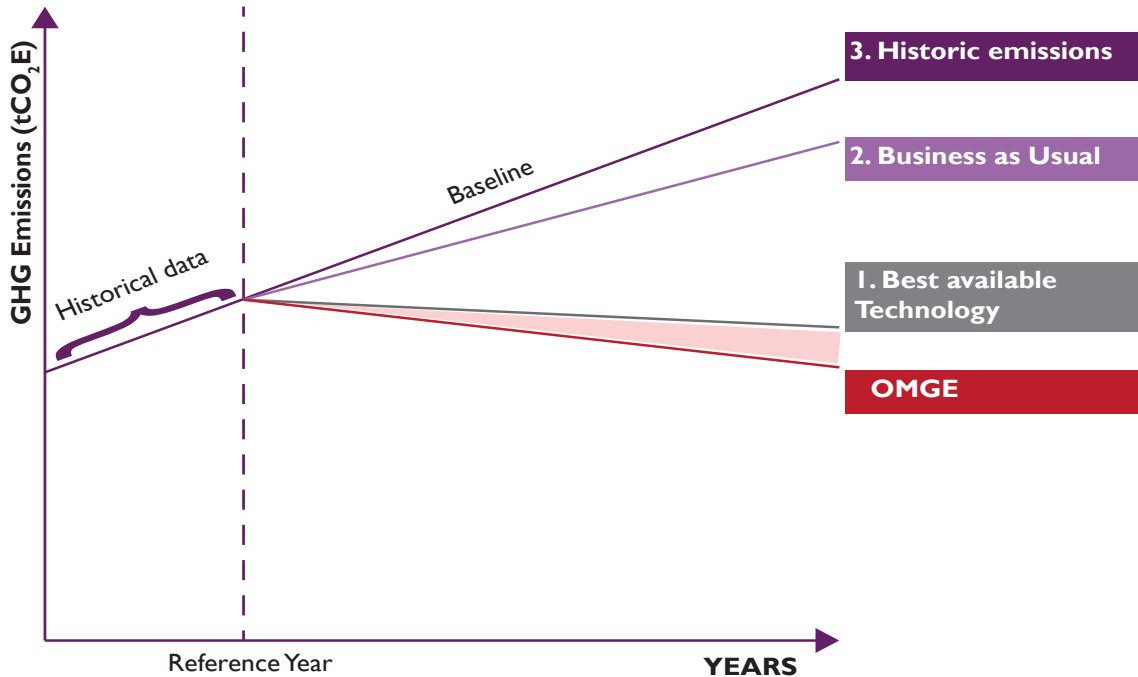 GHG Emissions (tCO₂E)
3. Historic emissions
2. Business as Usual
Baseline
Historical data
1. Best available
Technology
OMGE
Reference Year
YEARS